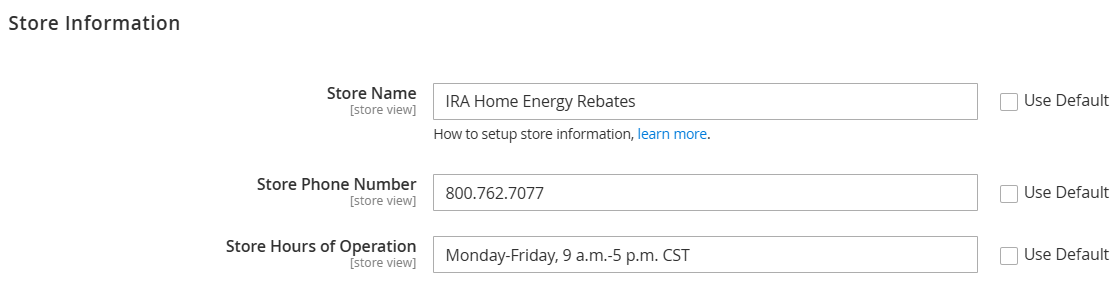 Store Information
Store Name
[store view]
IRA Home Energy Rebates
Use Default
How to setup store information, learn more.
Store Phone Number
[store view]
800.762.7077
Use Default
Store Hours of Operation
[store view]
Monday-Friday, 9 a.m.-5 p.m. CST
Use Default